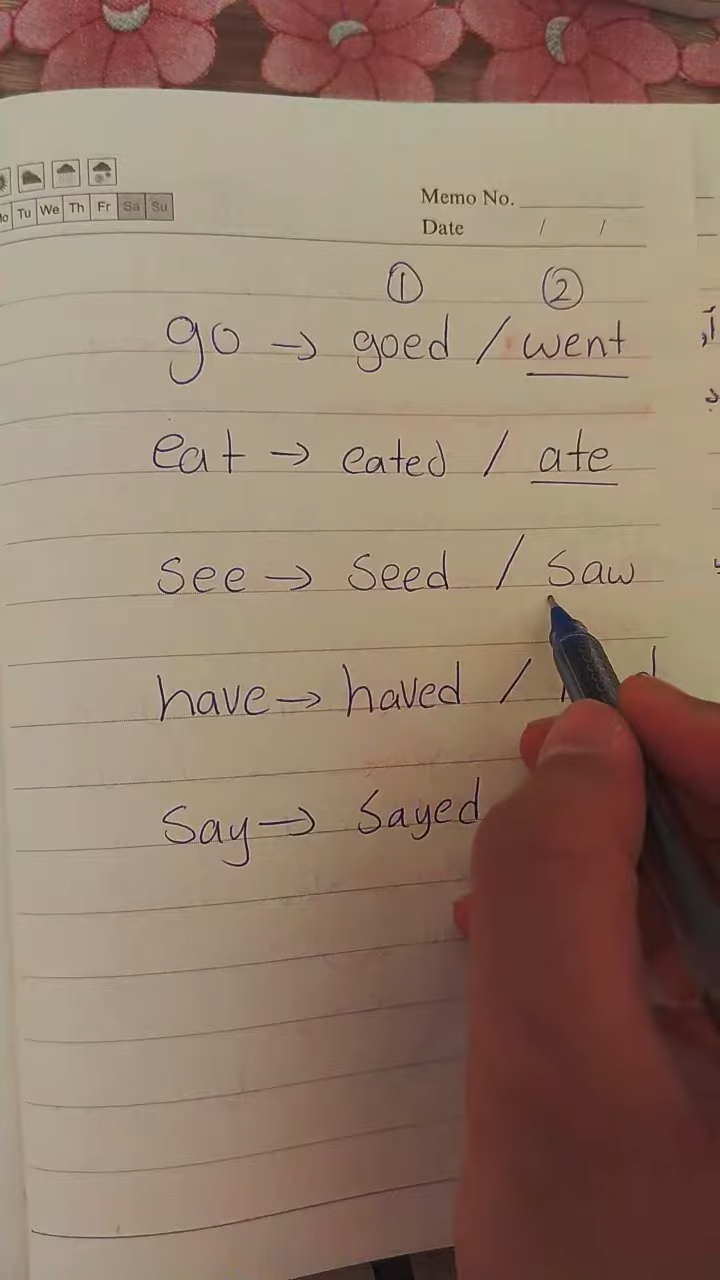 Tu We Th Fr Sa Su
Memo No.
Date / /
① ②
go → goed / went
eat → eated / ate
see → seed / saw
have → haved /
say → sayed